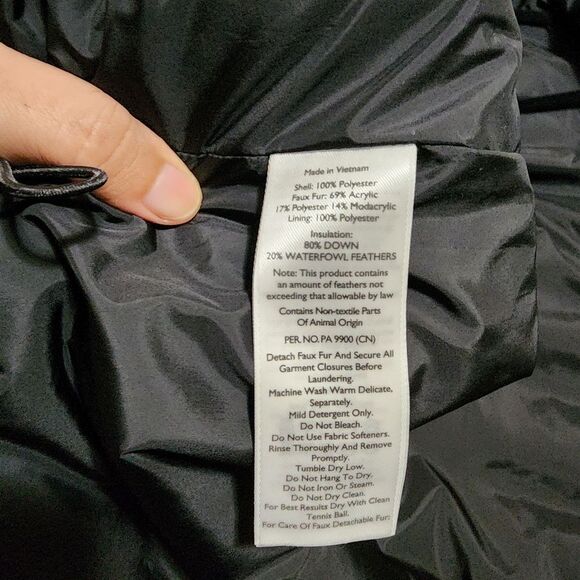 Made in Vietnam
Shell: 100% Polyester
Faux Fur: 69% Acrylic
17% Polyester 14% Modacrylic
Lining: 100% Polyester
Insulation:
80% DOWN
20% WATERFOWL FEATHERS
Note: This product contains
an amount of feathers not
exceeding that allowable by law
Contains Non-textile Parts
Of Animal Origin
PER. NO. PA 9900 (CN)
Detach Faux Fur And Secure All
Garment Closures Before
Laundering.
Machine Wash Warm Delicate,
Separately.
Mild Detergent Only.
Do Not Bleach.
Do Not Use Fabric Softeners.
Rinse Thoroughly And Remove
Promptly.
Tumble Dry Low.
Do Not Hang To Dry.
Do Not Iron Or Steam.
Do Not Dry Clean.
For Best Results Dry With Clean
Tennis Ball.
For Care Of Faux Detachable Fur: